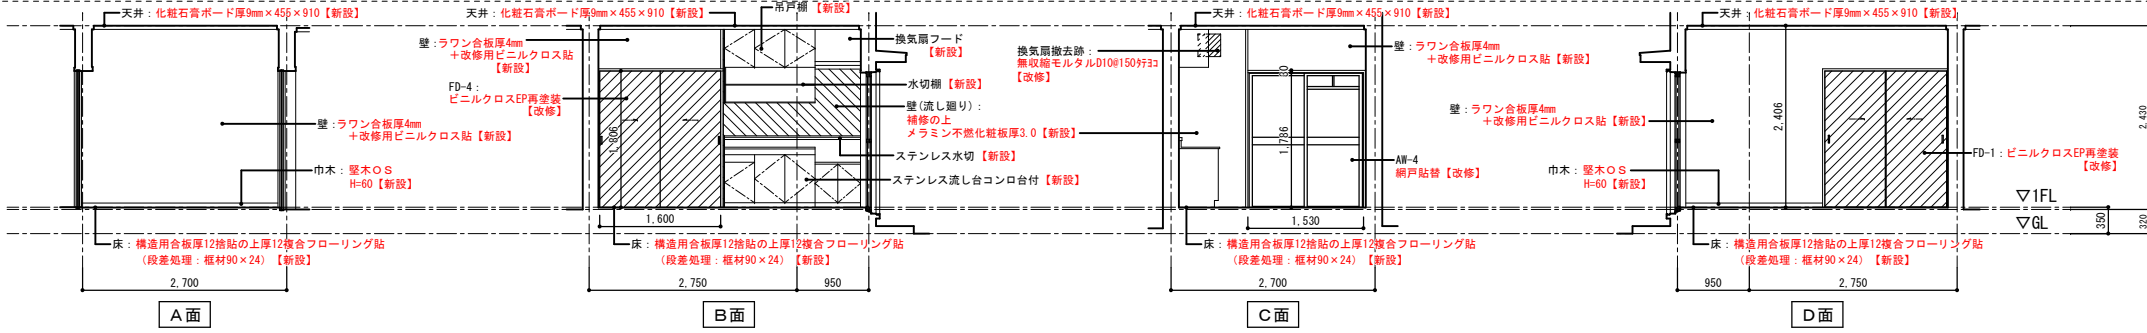 天井：化粧石膏ボード厚9mm×455×910【新設】
壁：ラワン合板厚4mm
＋改修用ビニルクロス貼【新設】
巾木：堅木ＯＳ
H=60【新設】
床：構造用合板厚12捨貼の上厚12複合フローリング貼
（段差処理：框材90×24）【新設】
2,700
Ａ面
天井：化粧石膏ボード厚9mm×455×910【新設】
吊戸棚【新設】
壁：ラワン合板厚4mm
＋改修用ビニルクロス貼
【新設】
FD-4：
ビニルクロスEP再塗装
【改修】
換気扇フード
【新設】
水切棚【新設】
壁(流し廻り)：
補修の上
メラミン不燃化粧板厚3.0【新設】
ステンレス水切【新設】
ステンレス流し台コンロ台付【新設】
1,806
1,600
床：構造用合板厚12捨貼の上厚12複合フローリング貼
（段差処理：框材90×24）【新設】
2,750
950
Ｂ面
天井：化粧石膏ボード厚9mm×455×910【新設】
換気扇撤去跡：
無収縮モルタルD10@150ﾀﾃﾖｺ
【改修】
壁：ラワン合板厚4mm
＋改修用ビニルクロス貼【新設】
80
1,786
AW-4
網戸貼替【改修】
1,530
床：構造用合板厚12捨貼の上厚12複合フローリング貼
（段差処理：框材90×24）【新設】
2,700
Ｃ面
天井：化粧石膏ボード厚9mm×455×910【新設】
壁：ラワン合板厚4mm
＋改修用ビニルクロス貼【新設】
巾木：堅木ＯＳ
H=60【新設】
2,406
FD-1：ビニルクロスEP再塗装
【改修】
2,430
▽1FL
▽GL
350
320
床：構造用合板厚12捨貼の上厚12複合フローリング貼
（段差処理：框材90×24）【新設】
950
2,750
Ｄ面